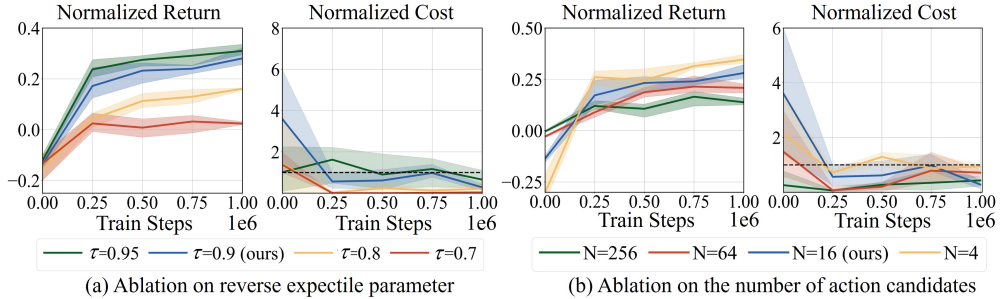 Normalized Return
0.4
0.2
0.0
−0.2
0.00 0.25 0.50 0.75 1.00
Train Steps 1e6
Normalized Cost
6
4
2
0.00 0.25 0.50 0.75 1.00
Train Steps 1e6
τ=0.95 τ=0.9 (ours) τ=0.8 τ=0.7
(a) Ablation on reverse expectile parameter
Normalized Return
0.50
0.25
0.00
−0.25
0.00 0.25 0.50 0.75 1.00
Train Steps 1e6
Normalized Cost
6
4
2
0.00 0.25 0.50 0.75 1.00
Train Steps 1e6
N=256 N=64 N=16 (ours) N=4
(b) Ablation on the number of action candidates